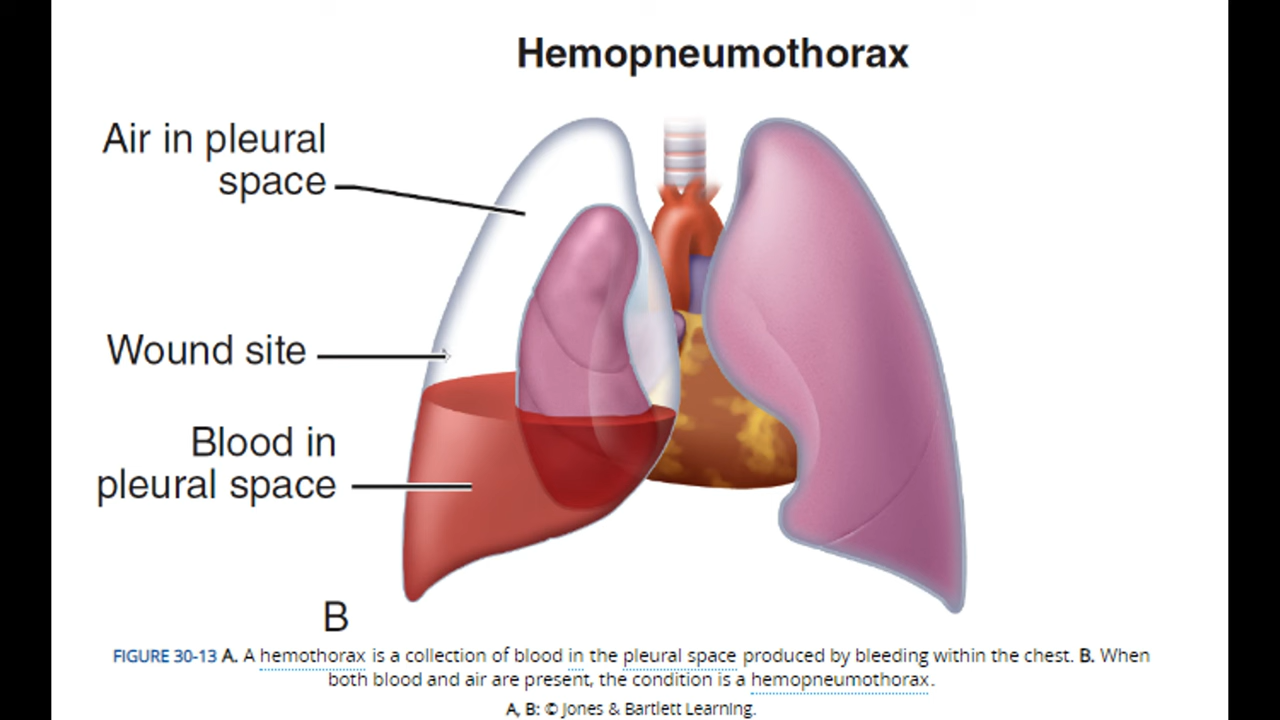 Hemopneumothorax
Air in pleural
space
Wound site
Blood in
pleural space
B
FIGURE 30-13 A. A hemothorax is a collection of blood in the pleural space produced by bleeding within the chest. B. When
both blood and air are present, the condition is a hemopneumothorax.
A, B: © Jones & Bartlett Learning.